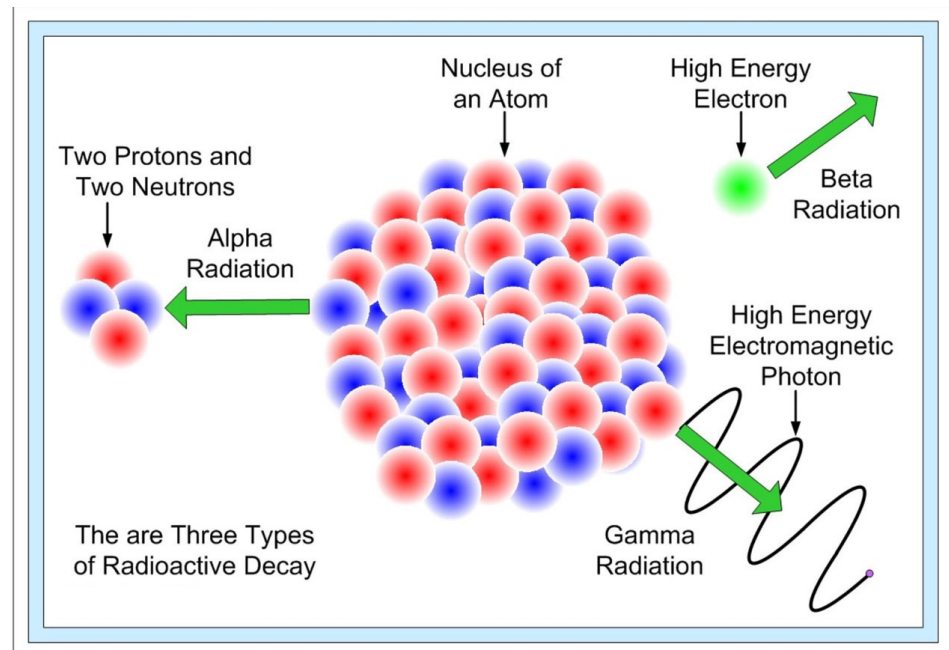 Nucleus of
an Atom
High Energy
Electron
Two Protons and
Two Neutrons
Alpha
Radiation
Beta
Radiation
High Energy
Electromagnetic
Photon
The are Three Types
of Radioactive Decay
Gamma
Radiation